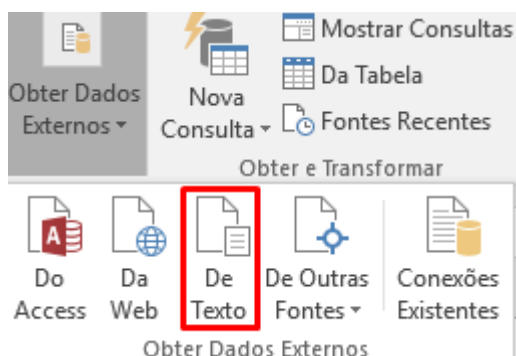 Obter Dados
Externos
Nova
Consulta
Mostrar Consultas
Da Tabela
Fontes Recentes
Obter e Transformar
Do
Access
Da
Web
De
Texto
De Outras
Fontes
Conexões
Existentes
Obter Dados Externos